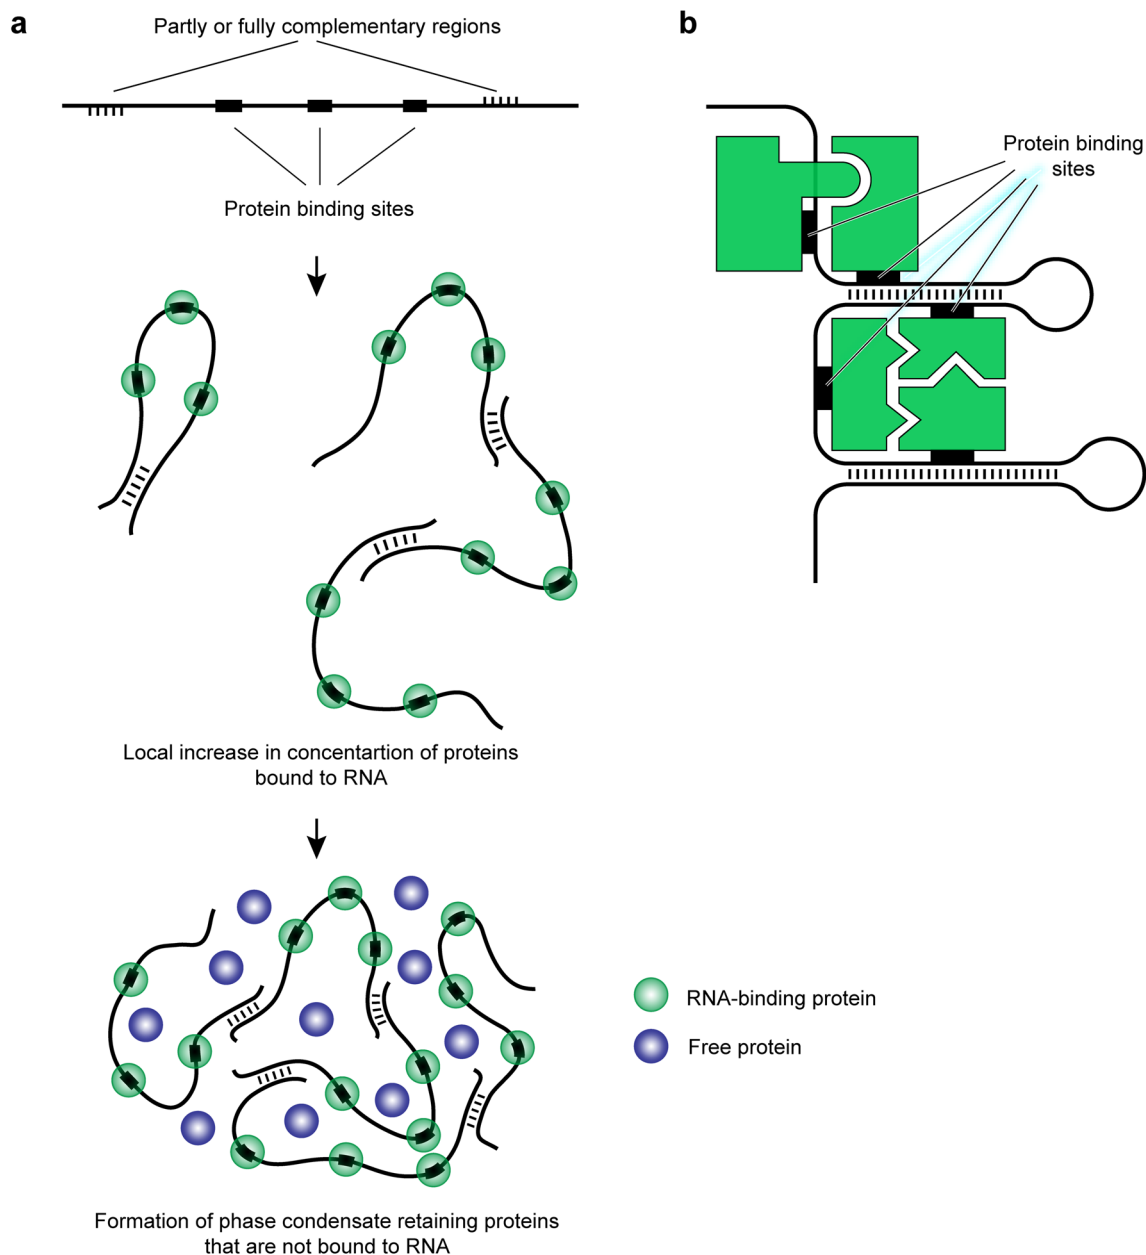 a
Partly or fully complementary regions
Protein binding sites
Local increase in concentartion of proteins
bound to RNA
Formation of phase condensate retaining proteins
that are not bound to RNA
b
Protein binding
sites
RNA-binding protein
Free protein